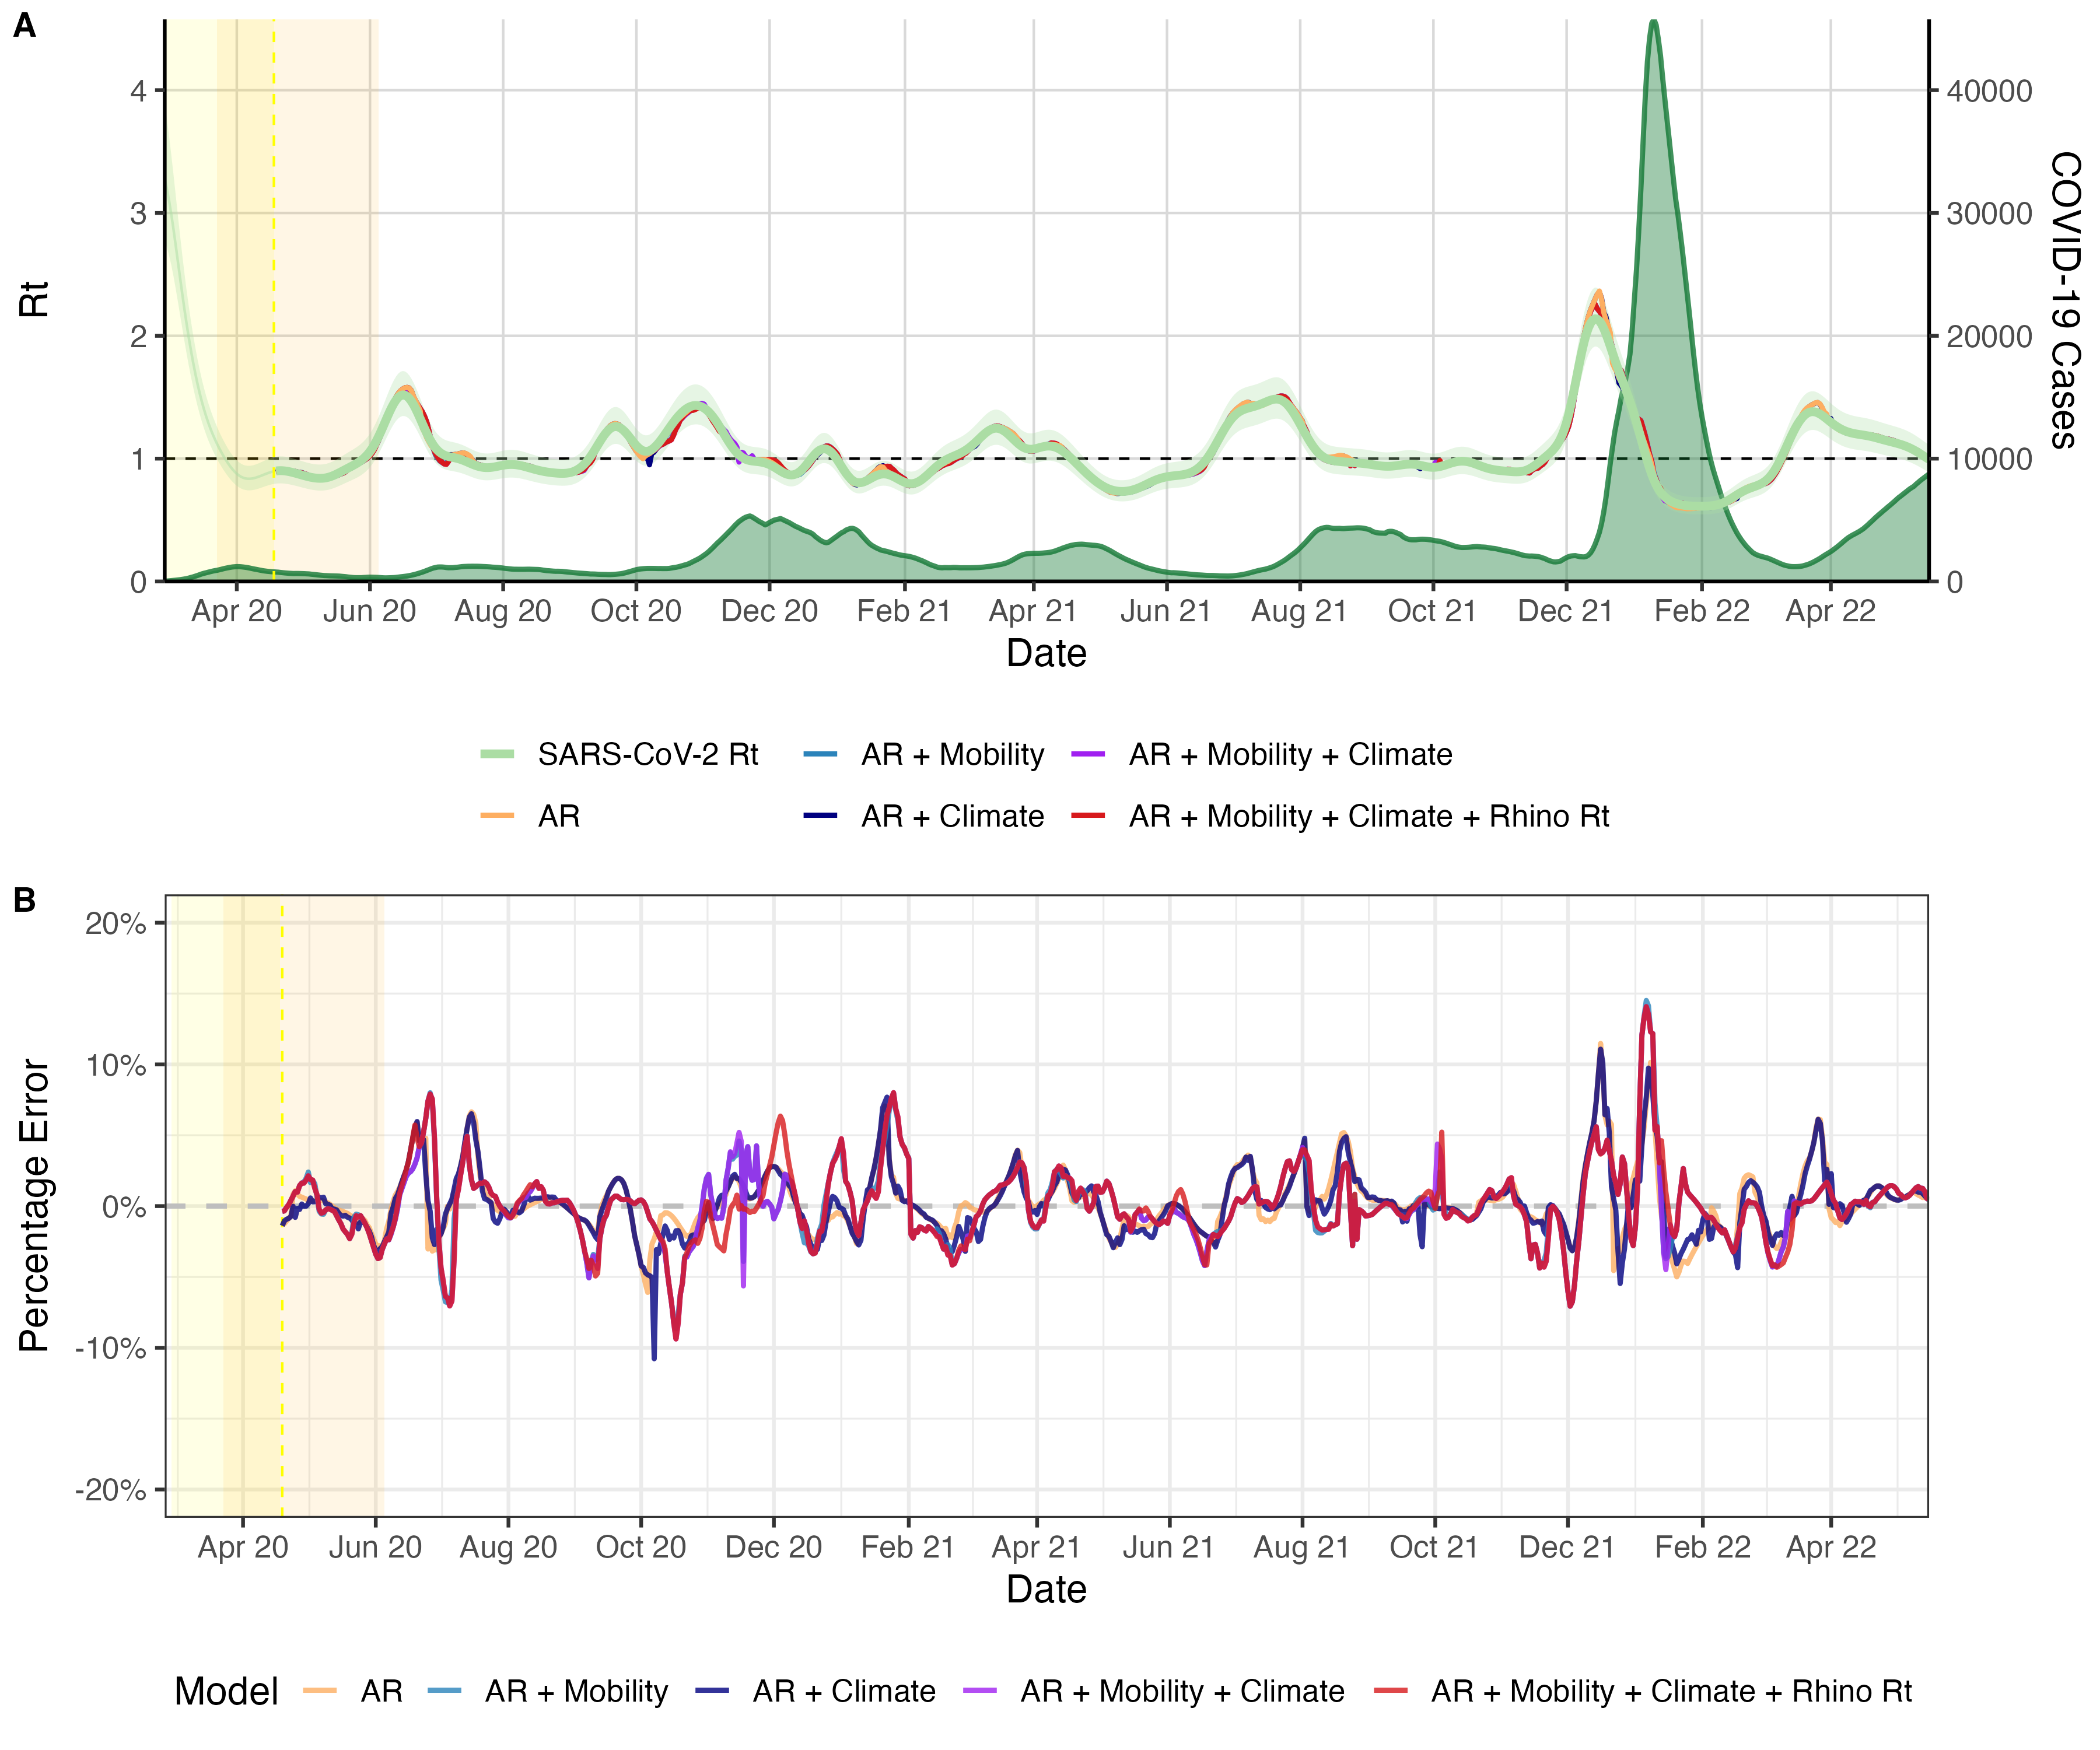 A
4
3
2
1
0
Rt
40000
30000
20000
10000
0
COVID-19 Cases
Apr 20 Jun 20 Aug 20 Oct 20 Dec 20 Feb 21 Apr 21 Jun 21 Aug 21 Oct 21 Dec 21 Feb 22 Apr 22
Date
SARS-CoV-2 Rt AR + Mobility AR + Mobility + Climate
AR AR + Climate AR + Mobility + Climate + Rhino Rt
B
20%
10%
0%
-10%
-20%
Percentage Error
Apr 20 Jun 20 Aug 20 Oct 20 Dec 20 Feb 21 Apr 21 Jun 21 Aug 21 Oct 21 Dec 21 Feb 22 Apr 22
Date
Model AR AR + Mobility AR + Climate AR + Mobility + Climate AR + Mobility + Climate + Rhino Rt